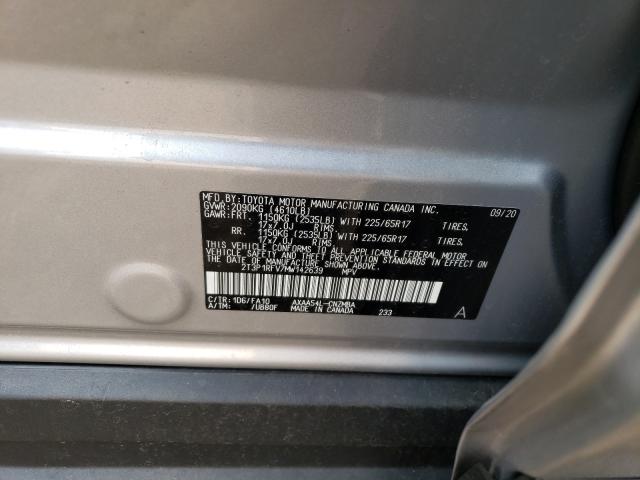 MFD.BY:TOYOTA MOTOR MANUFACTURING CANADA INC. 09/20
GVWR:2090KG (4610LB)
GAWR:FRT. 1150KG (2535LB) WITH 225/65R17 TIRES,
17x7.0J RIMS,
RR. 1150KG (2535LB) WITH 225/65R17 TIRES,
17x7.0J RIMS,
THIS VEHICLE CONFORMS TO ALL APPLICABLE FEDERAL MOTOR
VEHICLE SAFETY STANDARDS IN EFFECT ON
THE DATE OF MANUFACTURE SHOWN ABOVE.
2T3P1RFV7MW142639 MPV
C/TR:1D6/FA10 AXAA54L-CNZMBA
A/TM: /UB80F MADE IN CANADA 233 A